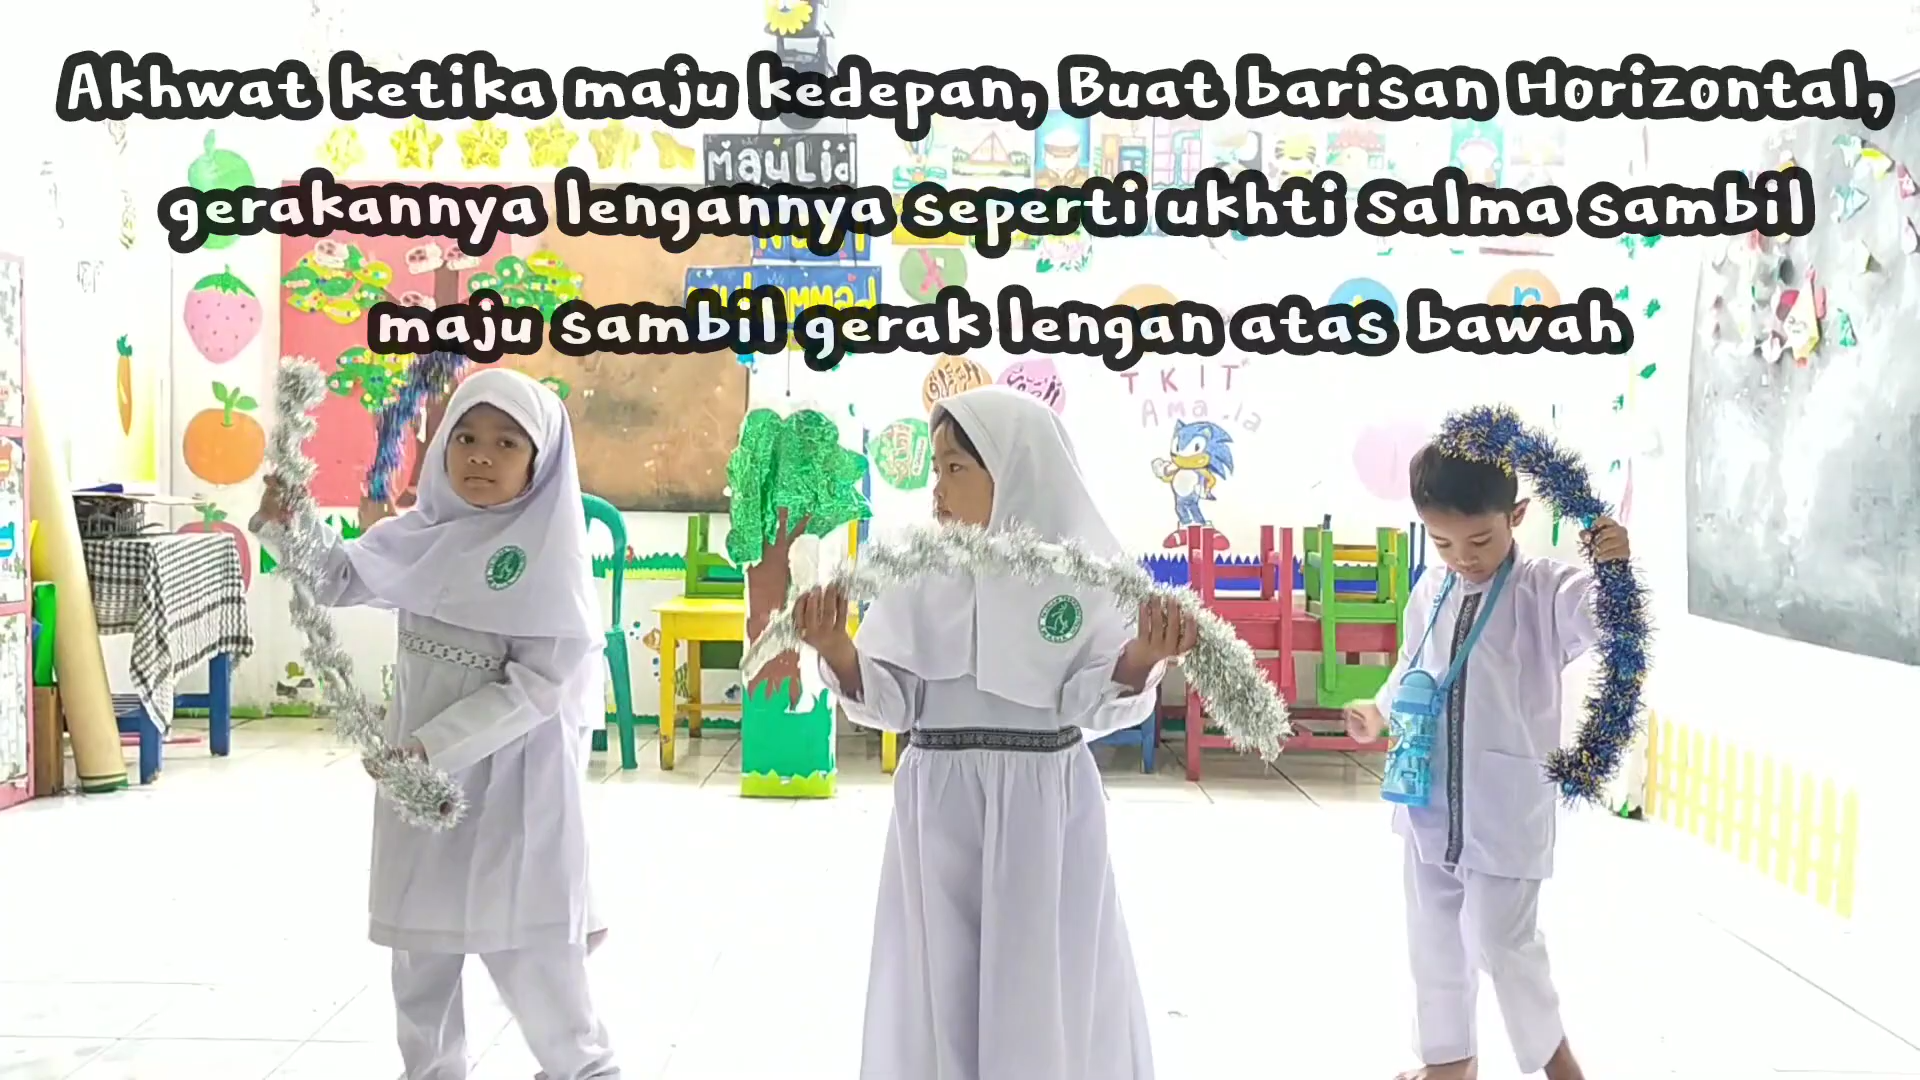 Akhwat ketika maju kedepan, Buat barisan Horizontal,
gerakannya lengannya seperti ukhti salma sambil
maju sambil gerak lengan atas bawah
Maulid
TKIT